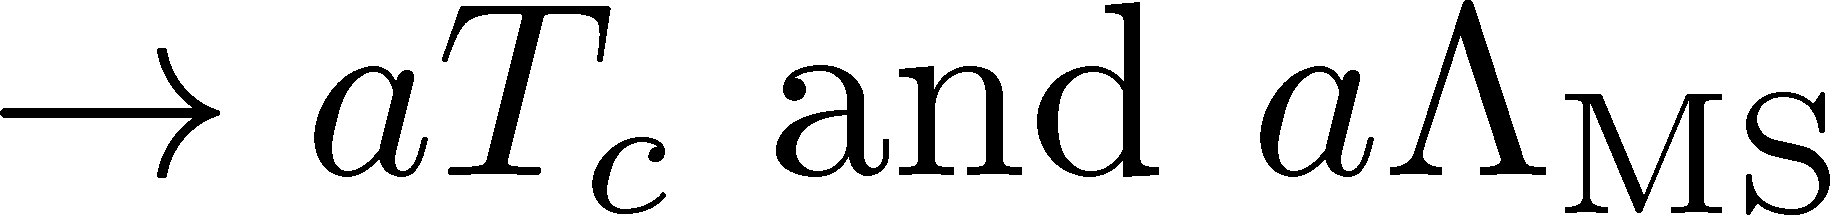 → aT_c and aΛ_MS